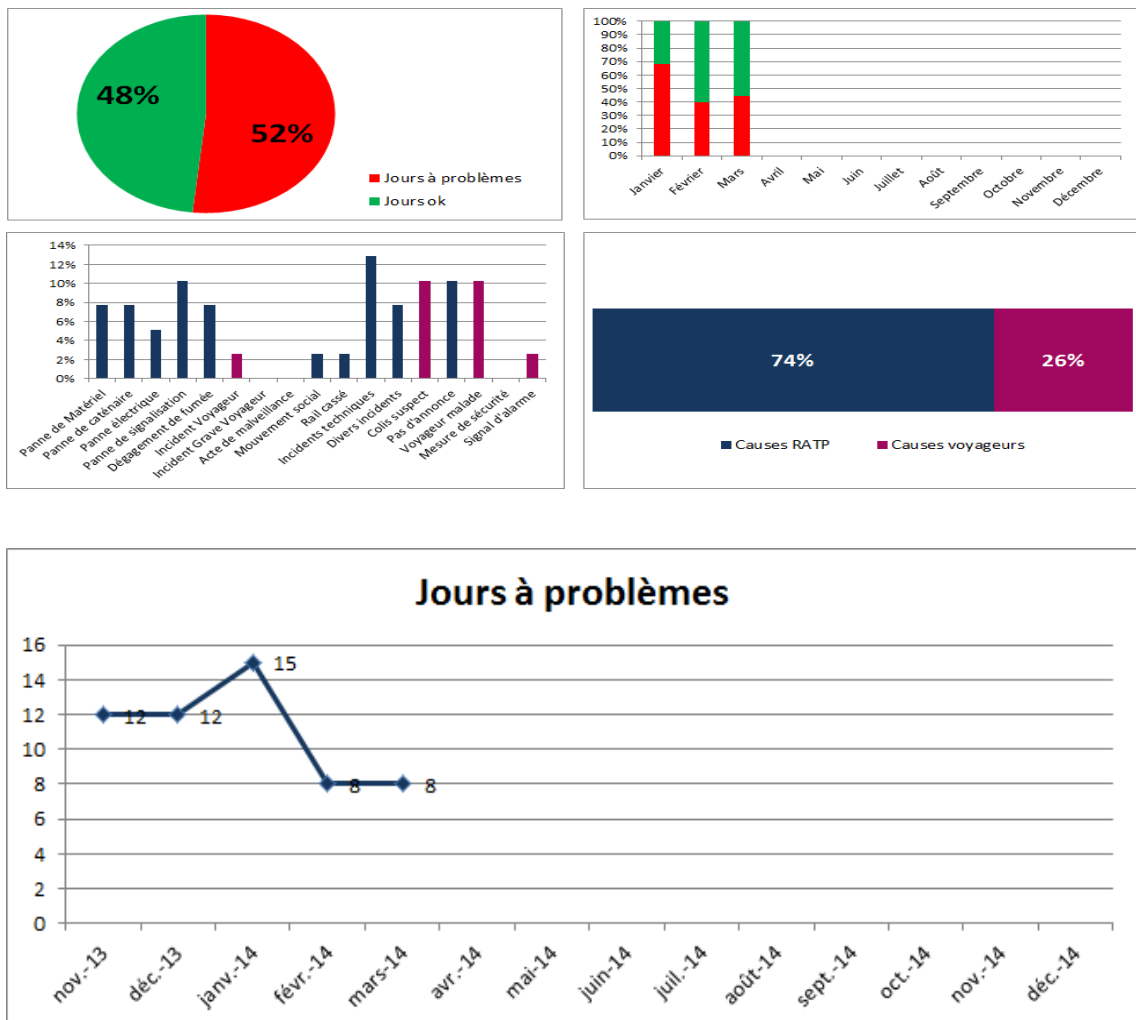 48%
52%
Jours à problèmes
Jours ok
100%
90%
80%
70%
60%
50%
40%
30%
20%
10%
0%
Janvier
Février
Mars
Avril
Mai
Juin
Juillet
Août
Septembre
Octobre
Novembre
Décembre
14%
12%
10%
8%
6%
4%
2%
0%
Panne de Matériel
Panne de caténaire
Panne électrique
Panne de signalisation
Dégagement de fumée
Incident Voyageur
Incident Grave Voyageur
Acte de malveillance
Mouvement social
Rail cassé
Incidents techniques
Divers incidents
Colis suspect
Pas d'annonce
Voyageur malade
Mesure de sécurité
Signal d'alarme
74%
26%
Causes RATP
Causes voyageurs
Jours à problèmes
16
14
12
10
8
6
4
2
0
12
12
15
8
8
nov.-13
déc.-13
janv.-14
févr.-14
mars-14
avr.-14
mai-14
juin-14
juil.-14
août-14
sept.-14
oct.-14
nov.-14
déc.-14